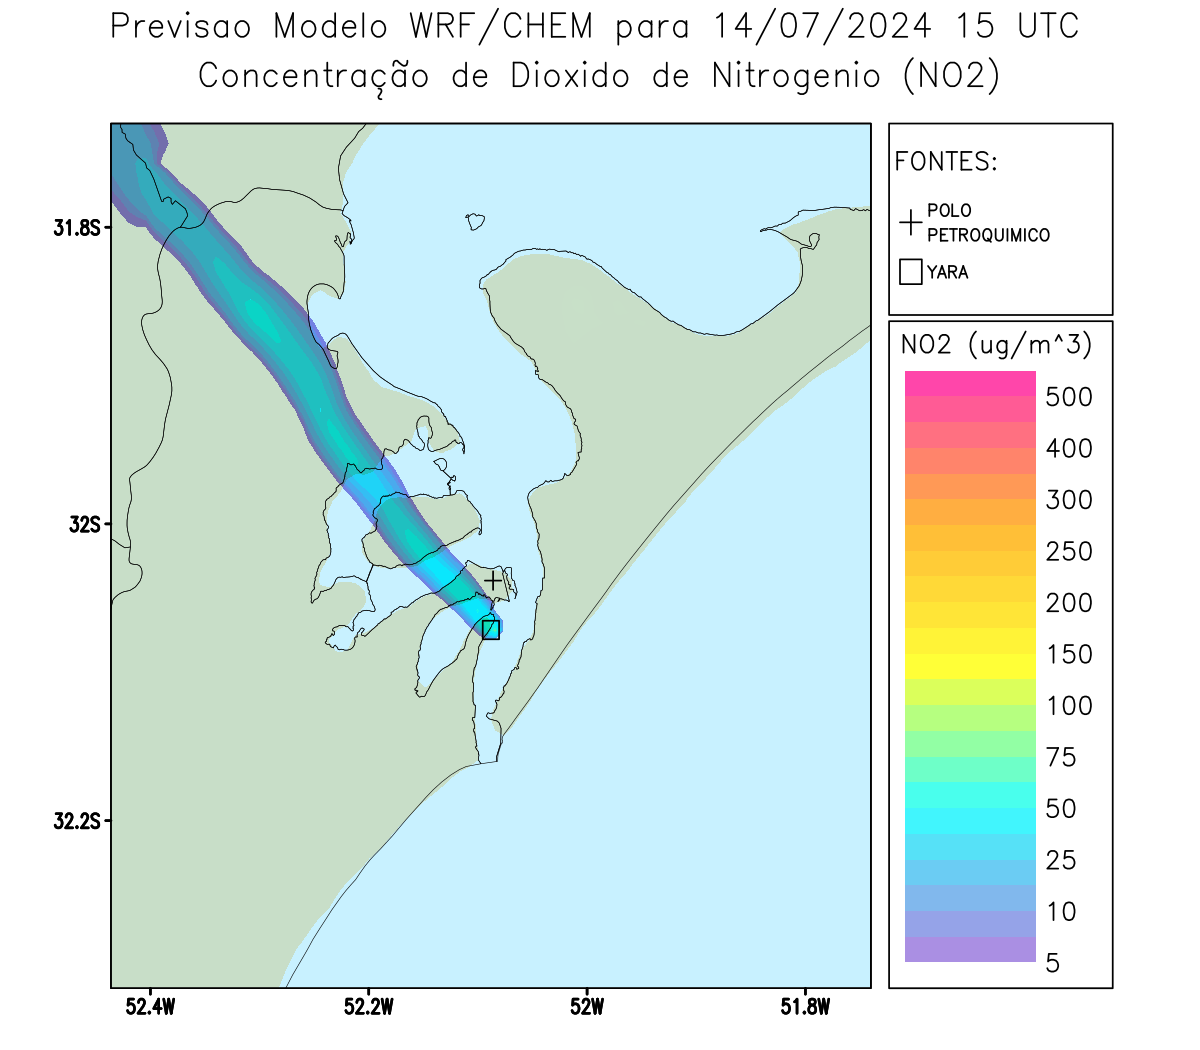 Previsao Modelo WRF/CHEM para 14/07/2024 15 UTC
Concentração de Dioxido de Nitrogenio (NO2)
FONTES:
POLO
PETROQUIMICO
YARA
NO2 (ug/m^3)
500
400
300
250
200
150
100
75
50
25
10
5
31.8S
32S
32.2S
52.4W
52.2W
52W
51.8W